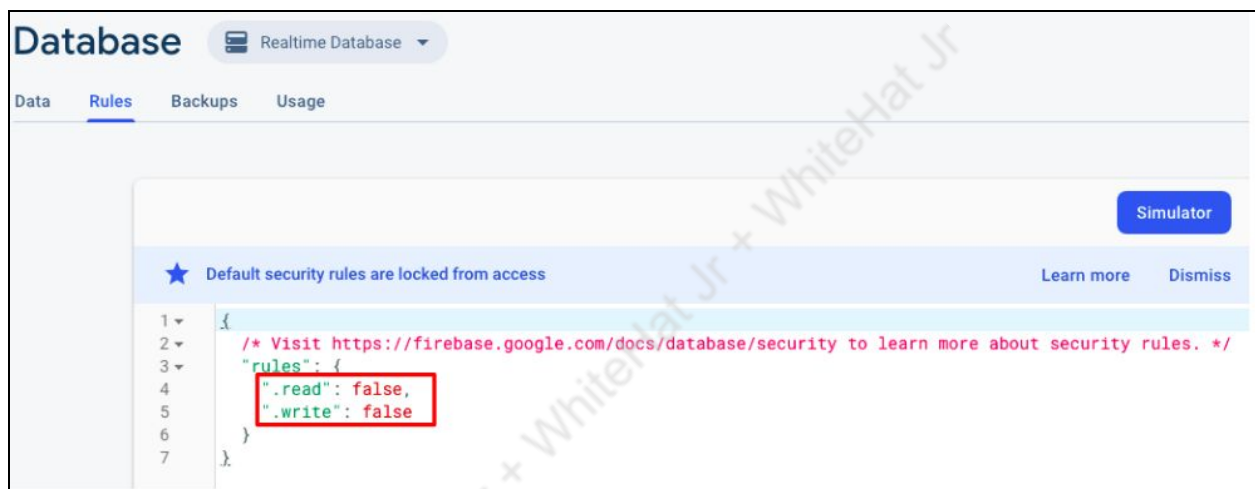 Database Realtime Database
Data Rules Backups Usage
Simulator
Default security rules are locked from access Learn more Dismiss
1 {
2 /* Visit https://firebase.google.com/docs/database/security to learn more about security rules. */
3 "rules": {
4 ".read": false,
5 ".write": false
6 }
7 }
+ WhiteHat Jr + WhiteHat Jr